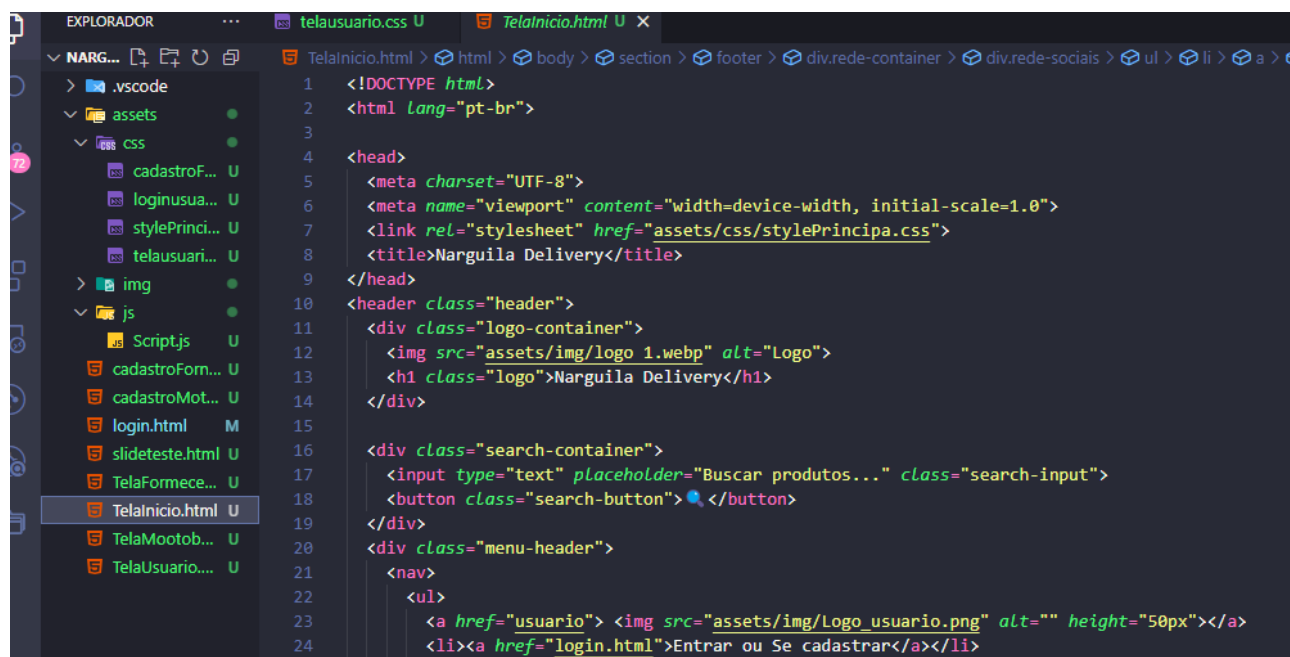 EXPLORADOR ...
telausuario.css U
TelaInicio.html U
NARG...
TelaInicio.html > html > body > section > footer > div.rede-container > div.rede-sociais > ul > li > a >
.vscode
assets
css
cadastroF... U
loginusua... U
stylePrinci... U
telausuari... U
img
js
JS Script.js U
cadastroForn... U
cadastroMot... U
login.html M
slideteste.html U
TelaFormece... U
TelaInicio.html U
TelaMootob... U
TelaUsuario.... U
72
1 <!DOCTYPE html>
2 <html lang="pt-br">
3
4 <head>
5 <meta charset="UTF-8">
6 <meta name="viewport" content="width=device-width, initial-scale=1.0">
7 <link rel="stylesheet" href="assets/css/stylePrincipa.css">
8 <title>Narguila Delivery</title>
9 </head>
10 <header class="header">
11 <div class="logo-container">
12 <img src="assets/img/logo 1.webp" alt="Logo">
13 <h1 class="logo">Narguila Delivery</h1>
14 </div>
15
16 <div class="search-container">
17 <input type="text" placeholder="Buscar produtos..." class="search-input">
18 <button class="search-button">🔍</button>
19 </div>
20 <div class="menu-header">
21 <nav>
22 <ul>
23 <a href="usuario"> <img src="assets/img/Logo_usuario.png" alt="" height="50px"></a>
24 <li><a href="login.html">Entrar ou Se cadastrar</a></li>